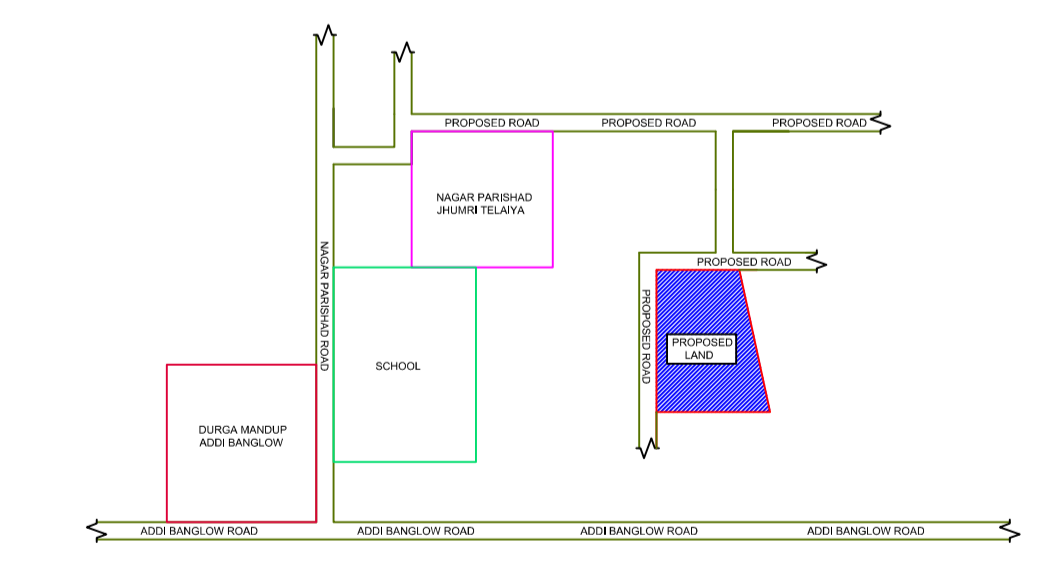 PROPOSED ROAD
PROPOSED ROAD
PROPOSED ROAD
NAGAR PARISHAD
JHUMRI TELAIYA
NAGAR PARISHAD ROAD
PROPOSED ROAD
PROPOSED ROAD
PROPOSED
LAND
SCHOOL
DURGA MANDUP
ADDI BANGLOW
ADDI BANGLOW ROAD
ADDI BANGLOW ROAD
ADDI BANGLOW ROAD
ADDI BANGLOW ROAD